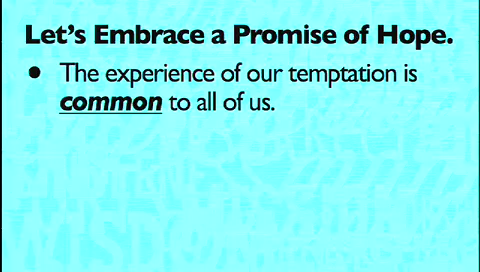 Let's Embrace a Promise of Hope.
● The experience of our temptation is
common to all of us.